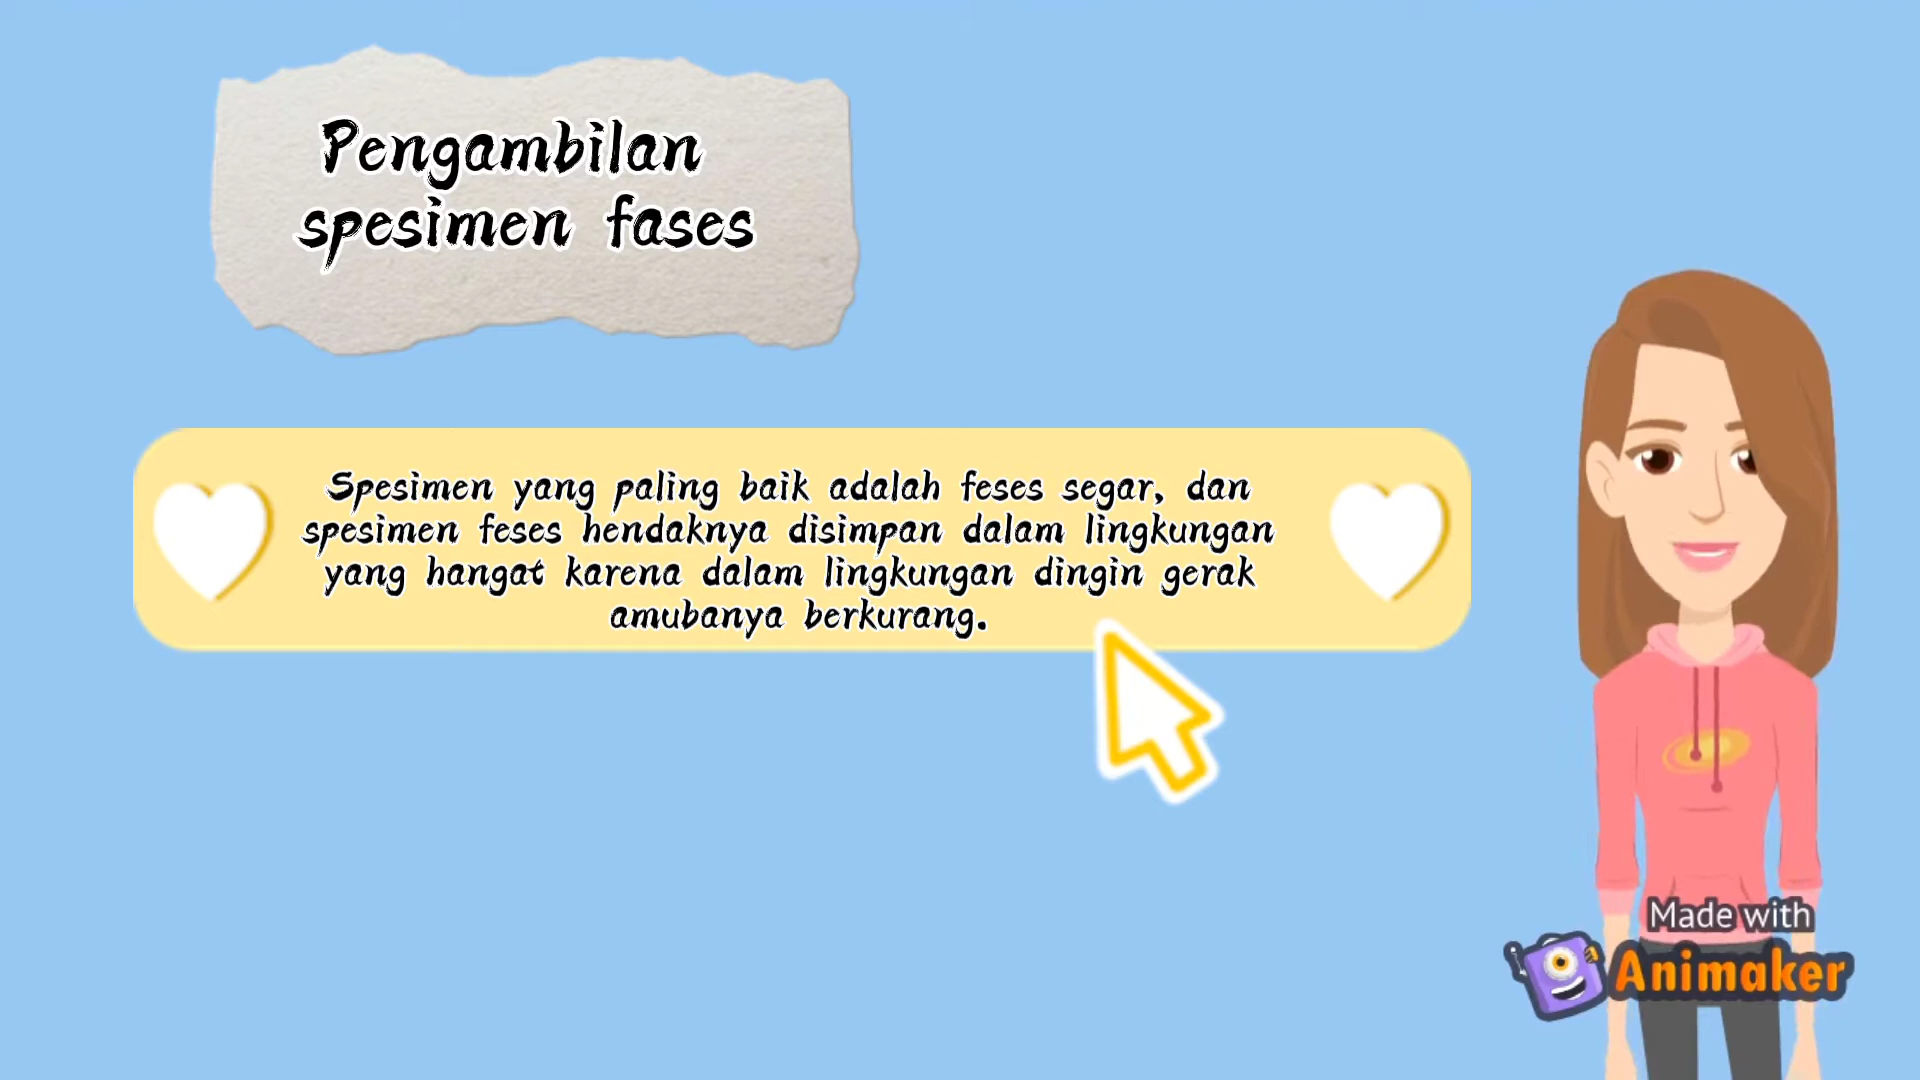 Pengambilan
spesimen fases
Spesimen yang paling baik adalah feses segar, dan
spesimen feses hendaknya disimpan dalam lingkungan
yang hangat karena dalam lingkungan dingin gerak
amubanya berkurang.
Made with
Animaker